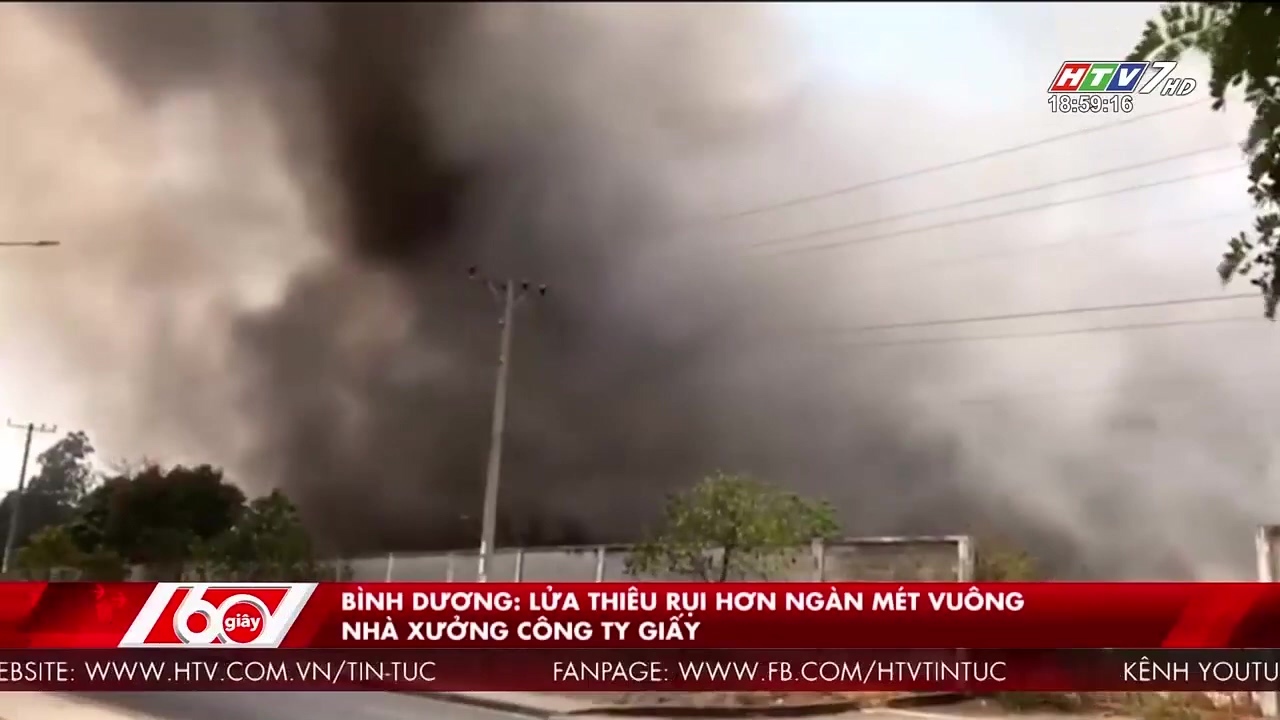 HTV7 HD
18:59:16
60 giây
BÌNH DƯƠNG: LỬA THIÊU RỤI HƠN NGÀN MÉT VUÔNG
NHÀ XƯỞNG CÔNG TY GIẤY
EBSITE: WWW.HTV.COM.VN/TIN-TUC FANPAGE: WWW.FB.COM/HTVTINTUC KÊNH YOUTU